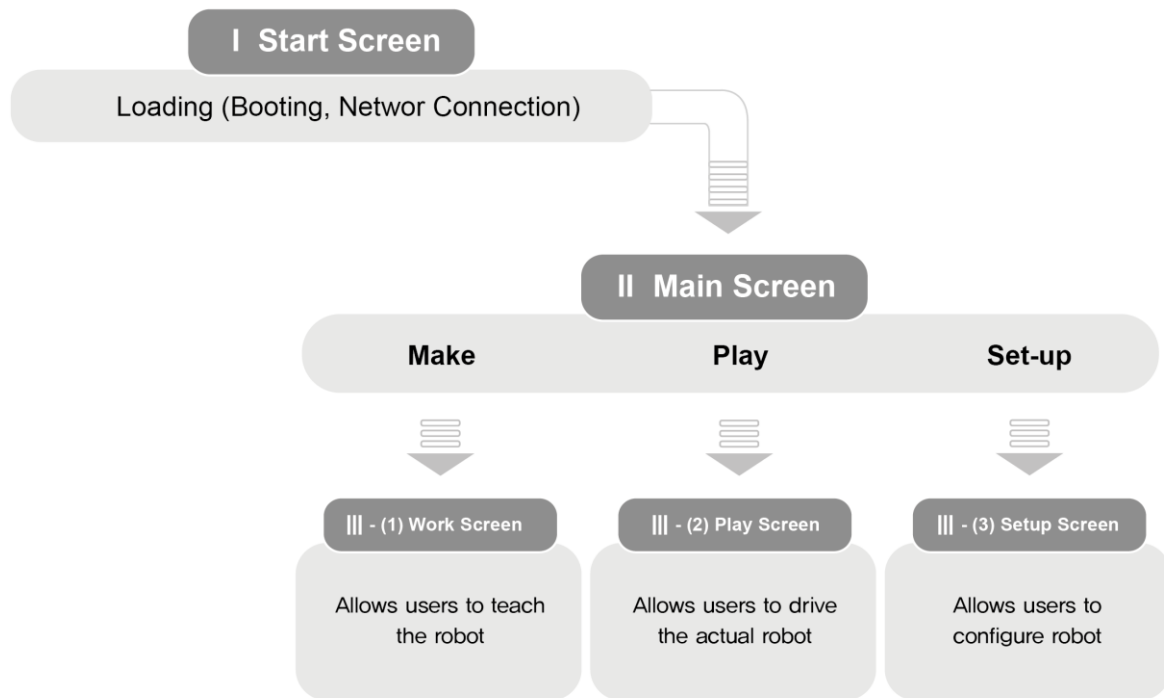 I Start Screen
Loading (Booting, Networ Connection)
II Main Screen
Make
Play
Set-up
III - (1) Work Screen
III - (2) Play Screen
III - (3) Setup Screen
Allows users to teach
the robot
Allows users to drive
the actual robot
Allows users to
configure robot